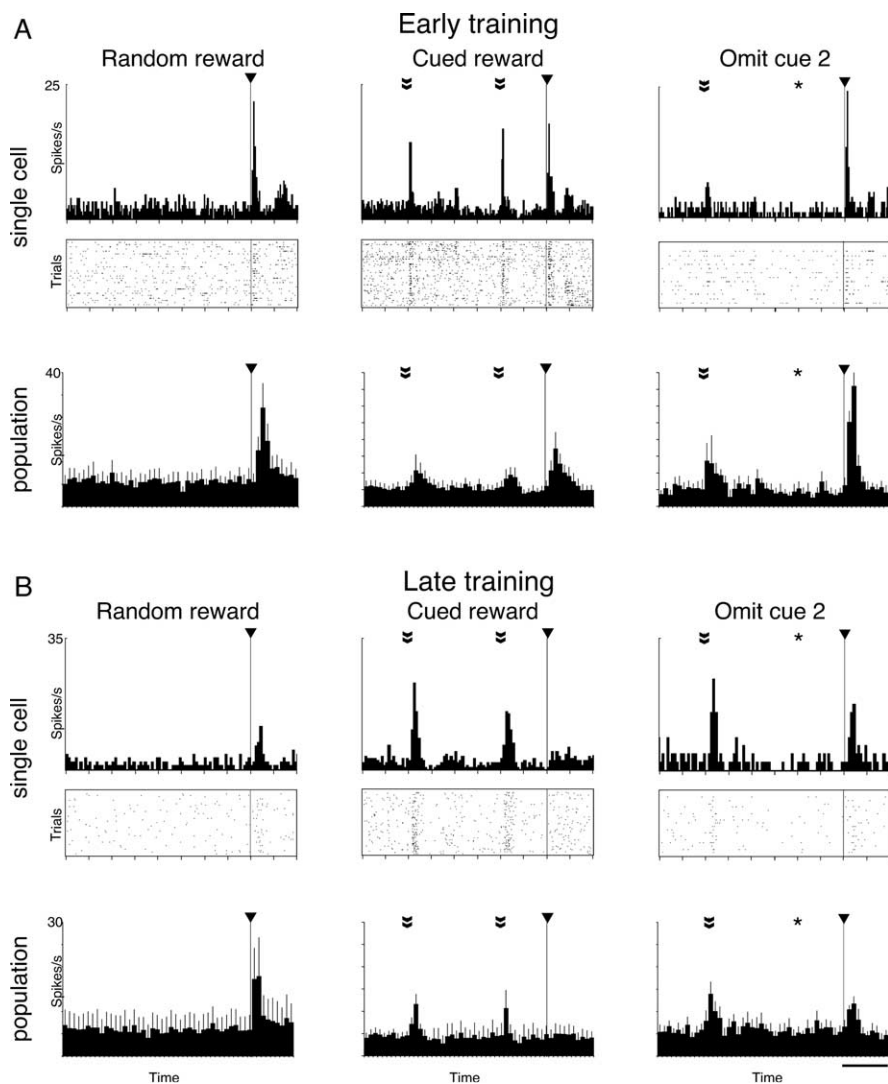 A
Early training
Random reward
Cued reward
Omit cue 2
single cell
25
Spikes/s
*
Trials
population
40
Spikes/s
*
B
Late training
Random reward
Cued reward
Omit cue 2
single cell
35
Spikes/s
*
Trials
population
30
Spikes/s
*
Time
Time
Time